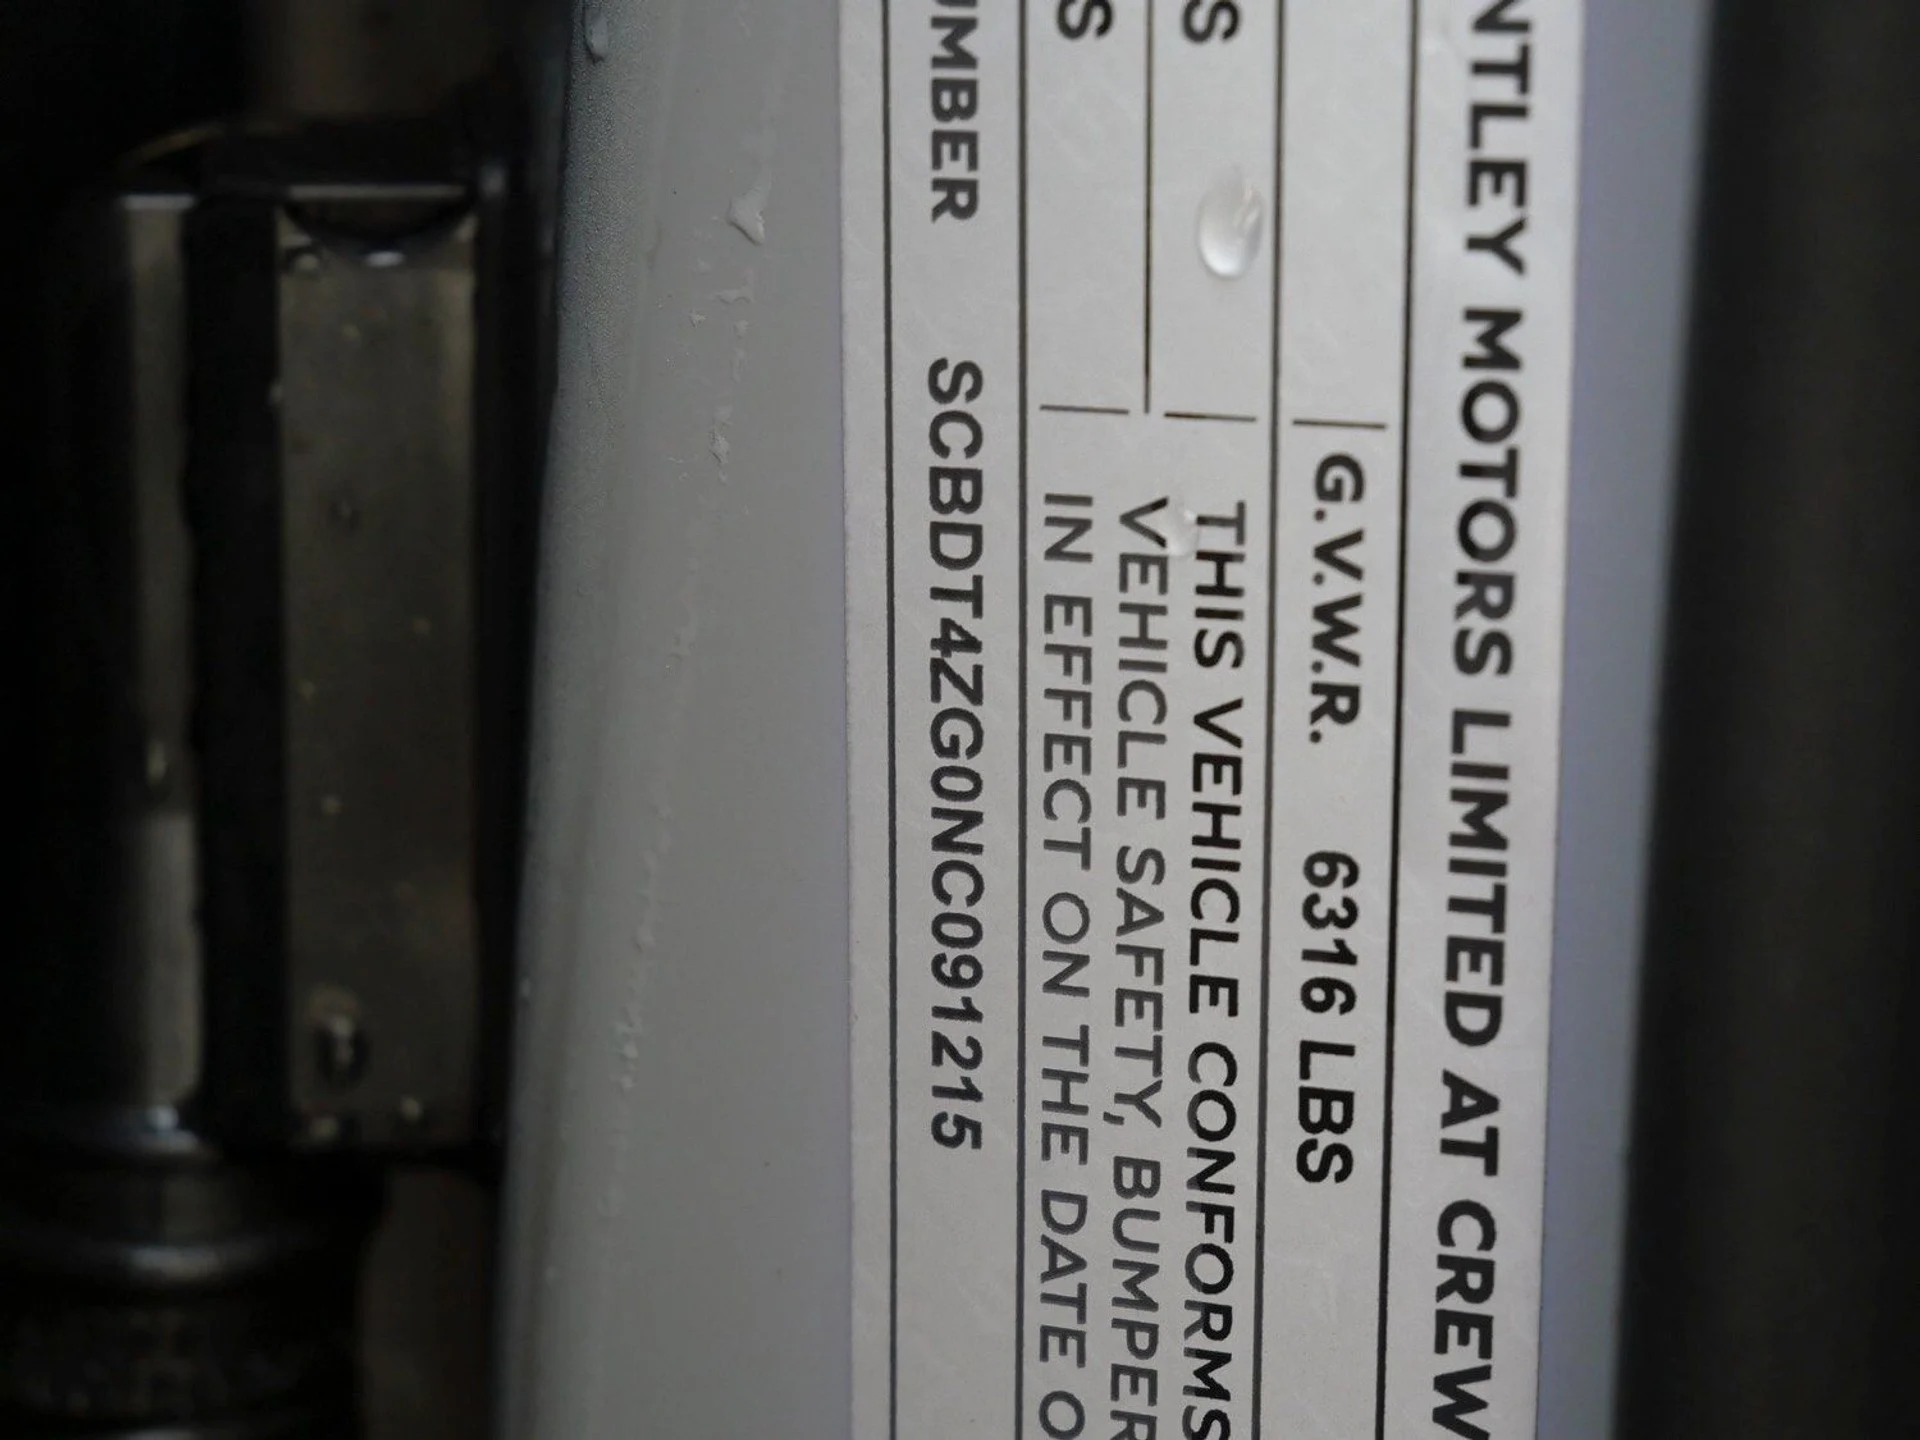 NTLEY MOTORS LIMITED AT CREW
G.V.W.R. 6316 LBS
S THIS VEHICLE CONFORMS
VEHICLE SAFETY, BUMPER
S IN EFFECT ON THE DATE O
UMBER SCBDT4ZG0NC091215